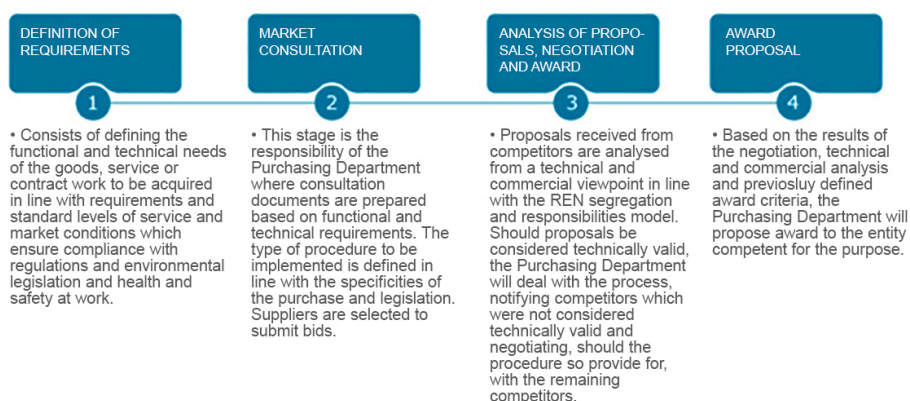 DEFINITION OF
REQUIREMENTS
1
• Consists of defining the
functional and technical needs
of the goods, service or
contract work to be acquired
in line with requirements and
standard levels of service and
market conditions which
ensure compliance with
regulations and environmental
legislation and health and
safety at work.
MARKET
CONSULTATION
2
• This stage is the
responsibility of the
Purchasing Department
where consultation
documents are prepared
based on functional and
technical requirements. The
type of procedure to be
implemented is defined in
line with the specificities of
the purchase and legislation.
Suppliers are selected to
submit bids.
ANALYSIS OF PROPO-
SALS, NEGOTIATION
AND AWARD
3
• Proposals received from
competitors are analysed
from a technical and
commercial viewpoint in line
with the REN segregation
and responsibilities model.
Should proposals be
considered technically valid,
the Purchasing Department
will deal with the process,
notifying competitors which
were not considered
technically valid and
negotiating, should the
procedure so provide for,
with the remaining
competitors.
AWARD
PROPOSAL
4
• Based on the results of
the negotiation, technical
and commercial analysis
and previosluy defined
award criteria, the
Purchasing Department will
propose award to the entity
competent for the purpose.